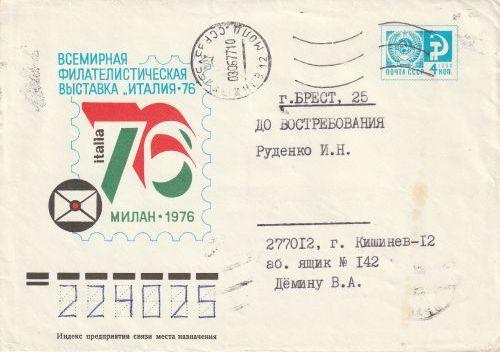 ВСЕМИРНАЯ
ФИЛАТЕЛИСТИЧЕСКАЯ
ВЫСТАВКА „ИТАЛИЯ·76
italia
76
МИЛАН · 1976
ПОЧТА СССР 4 КОП.
г.БРЕСТ, 25
ДО ВОСТРЕБОВАНИЯ
Руденко И.Н.
277012, г. Кишинев-12
аб. ящик № 142
Дёмину В.А.
224025
Индекс предприятия связи места назначения